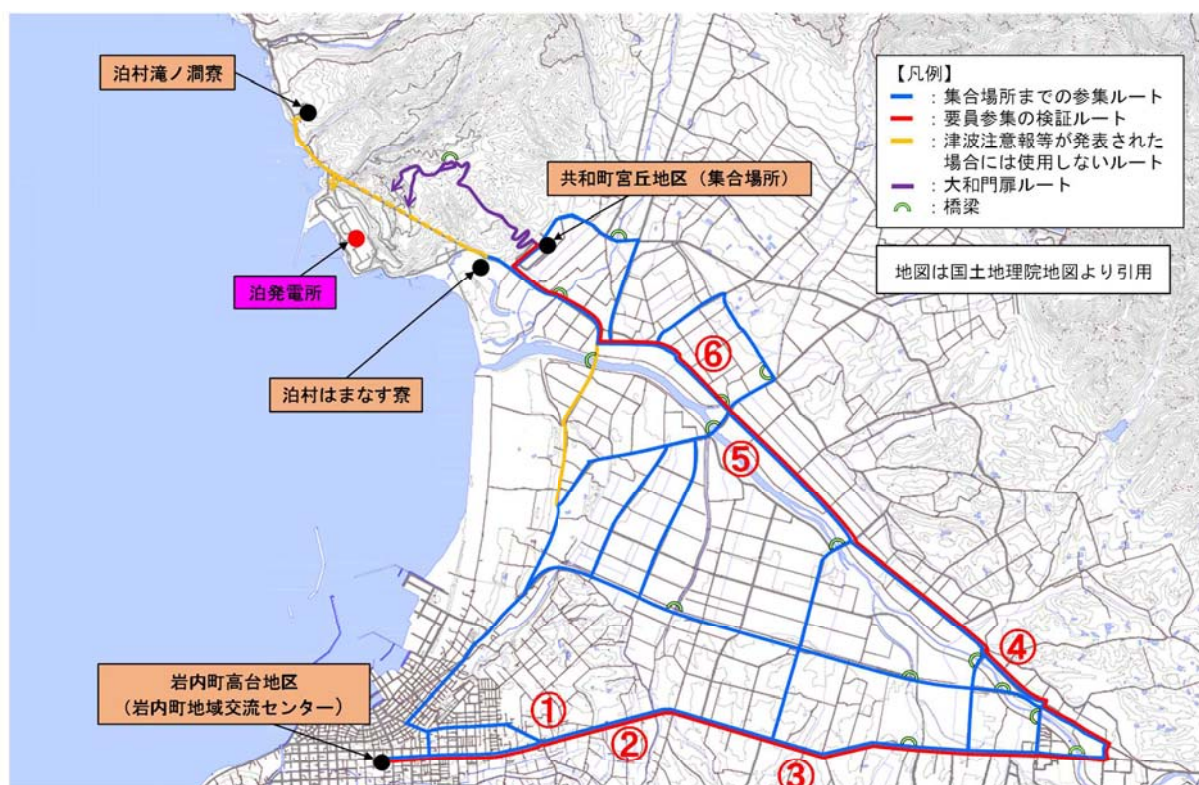 泊村滝ノ澗寮
【凡例】
：集合場所までの参集ルート
：要員参集の検証ルート
：津波注意報等が発表された
場合には使用しないルート
：大和門扉ルート
：橋梁
共和町宮丘地区（集合場所）
地図は国土地理院地図より引用
泊発電所
泊村はまなす寮
⑥
⑤
④
岩内町高台地区
（岩内町地域交流センター）
①
②
③